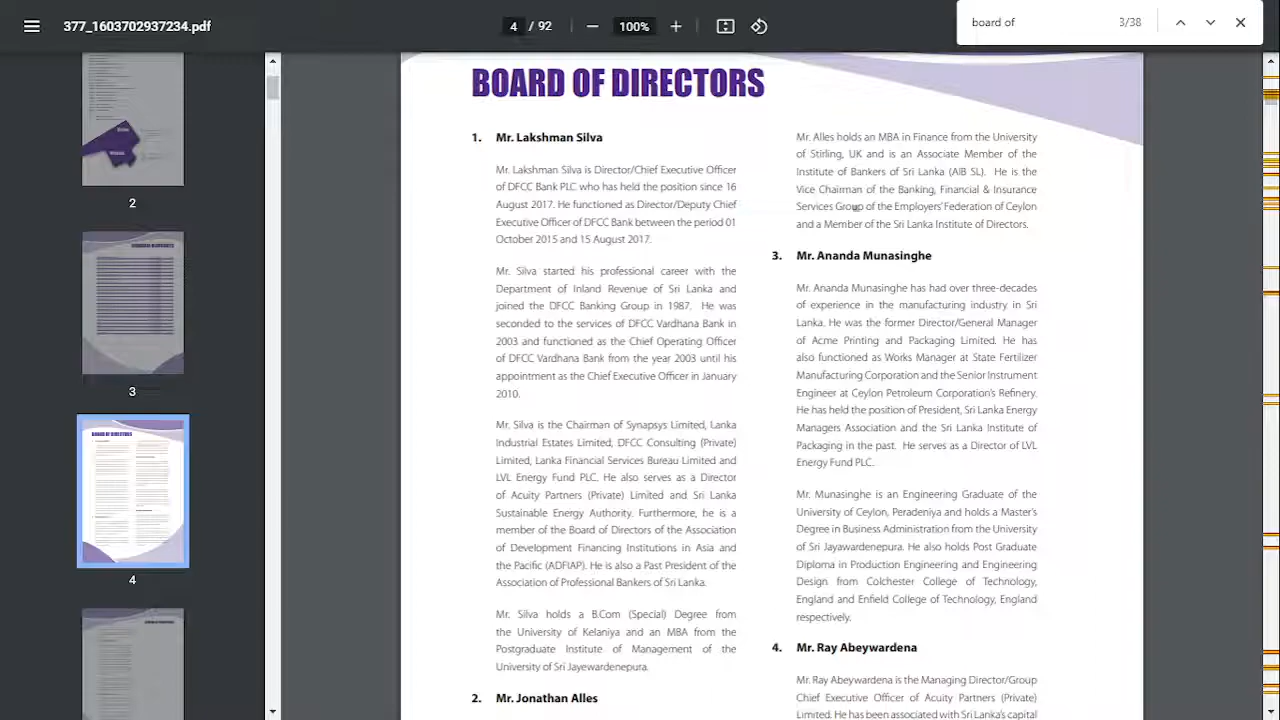 377_1603702937234.pdf
4 / 92
100%
board of
3/38
2
3
BOARD OF DIRECTORS
4
BOARD OF DIRECTORS
1. Mr. Lakshman Silva
Mr. Lakshman Silva is Director/Chief Executive Officer
of DFCC Bank PLC who has held the position since 16
August 2017. He functioned as Director/Deputy Chief
Executive Officer of DFCC Bank between the period 01
October 2015 and 15 August 2017.
Mr. Silva started his professional career with the
Department of Inland Revenue of Sri Lanka and
joined the DFCC Banking Group in 1987. He was
seconded to the services of DFCC Vardhana Bank in
2003 and functioned as the Chief Operating Officer
of DFCC Vardhana Bank from the year 2003 until his
appointment as the Chief Executive Officer in January
2010.
Mr. Silva is the Chairman of Synapsys Limited, Lanka
Industrial Estates Limited, DFCC Consulting (Private)
Limited, Lanka Financial Services Bureau Limited and
LVL Energy Fund PLC. He also serves as a Director
of Acuity Partners (Private) Limited and Sri Lanka
Sustainable Energy Authority. Furthermore, he is a
member of the Board of Directors of the Association
of Development Financing Institutions in Asia and
the Pacific (ADFIAP). He is also a Past President of the
Association of Professional Bankers of Sri Lanka.
Mr. Silva holds a B.Com (Special) Degree from
the University of Kelaniya and an MBA from the
Postgraduate Institute of Management of the
University of Sri Jayewardenepura.
2. Mr. Jonathan Alles
Mr. Alles holds an MBA in Finance from the University
of Stirling, UK and is an Associate Member of the
Institute of Bankers of Sri Lanka (AIB SL). He is the
Vice Chairman of the Banking, Financial & Insurance
Services Group of the Employers' Federation of Ceylon
and a Member of the Sri Lanka Institute of Directors.
3. Mr. Ananda Munasinghe
Mr. Ananda Munasinghe has had over three-decades
of experience in the manufacturing industry in Sri
Lanka. He was the former Director/General Manager
of Acme Printing and Packaging Limited. He has
also functioned as Works Manager at State Fertilizer
Manufacturing Corporation and the Senior Instrument
Engineer at Ceylon Petroleum Corporation's Refinery.
He has held the position of President, Sri Lanka Energy
Managers Association and the Sri Lanka Institute of
Packaging in the past. He serves as a Director of LVL
Energy Fund PLC.
Mr. Munasinghe is an Engineering Graduate of the
University of Ceylon, Peradeniya and holds a Master's
Degree in Business Administration from the University
of Sri Jayawardenepura. He also holds Post Graduate
Diploma in Production Engineering and Engineering
Design from Colchester College of Technology,
England and Enfield College of Technology, England
respectively.
4. Mr. Ray Abeywardena
Mr. Ray Abeywardena is the Managing Director/Group
Chief Executive Officer of Acuity Partners (Private)
Limited. He has been associated with Sri Lanka's capital